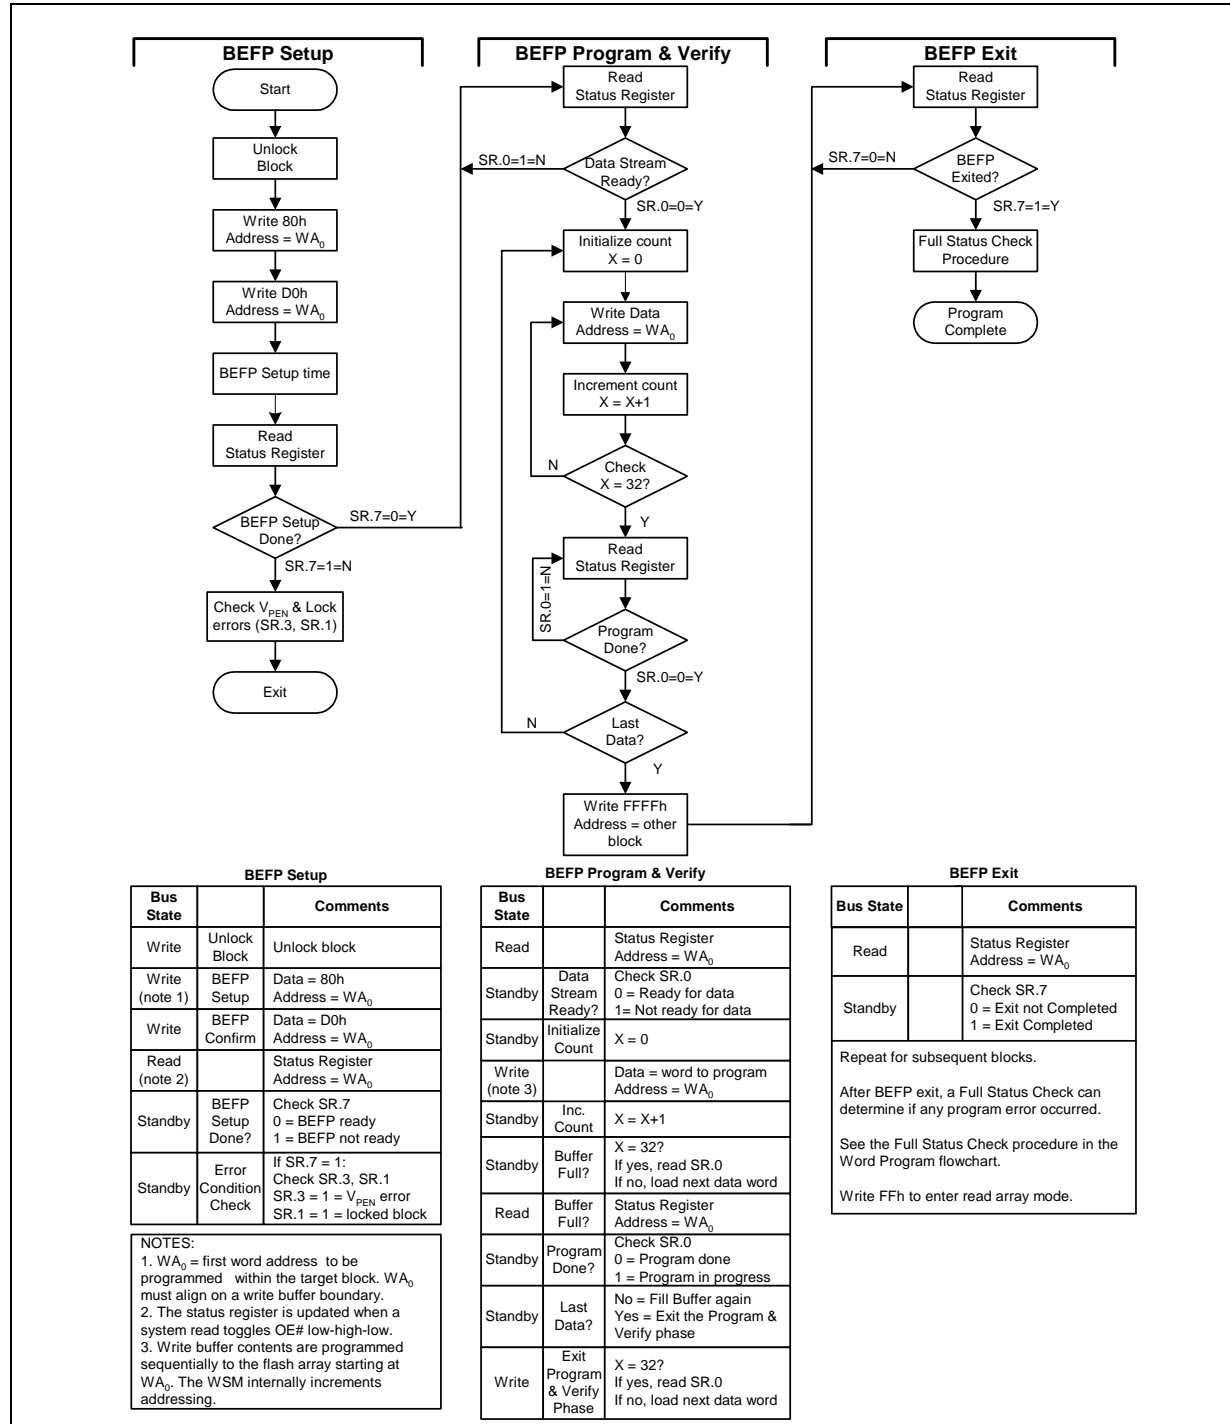 BEFP Setup
Start
Unlock
Block
Write 80h
Address = WA0
Write D0h
Address = WA0
BEFP Setup time
Read
Status Register
BEFP Setup
Done?
SR.7=0=Y
SR.7=1=N
Check VPEN & Lock
errors (SR.3, SR.1)
Exit
BEFP Program & Verify
Read
Status Register
Data Stream
Ready?
SR.0=1=N
SR.0=0=Y
Initialize count
X = 0
Write Data
Address = WA0
Increment count
X = X+1
Check
X = 32?
N
Y
Read
Status Register
SR.0=1=N
Program
Done?
SR.0=0=Y
Last
Data?
N
Y
Write FFFFh
Address = other
block
BEFP Exit
Read
Status Register
BEFP
Exited?
SR.7=0=N
SR.7=1=Y
Full Status Check
Procedure
Program
Complete
BEFP Setup
Bus
State
Comments
Write
Unlock
Block
Unlock block
Write
(note 1)
BEFP
Setup
Data = 80h
Address = WA0
Write
BEFP
Confirm
Data = D0h
Address = WA0
Read
(note 2)
Status Register
Address = WA0
Standby
BEFP
Setup
Done?
Check SR.7
0 = BEFP ready
1 = BEFP not ready
Standby
Error
Condition
Check
If SR.7 = 1:
Check SR.3, SR.1
SR.3 = 1 = VPEN error
SR.1 = 1 = locked block
NOTES:
1. WA0 = first word address to be
programmed within the target block. WA0
must align on a write buffer boundary.
2. The status register is updated when a
system read toggles OE# low-high-low.
3. Write buffer contents are programmed
sequentially to the flash array starting at
WA0. The WSM internally increments
addressing.
BEFP Program & Verify
Bus
State
Comments
Read
Status Register
Address = WA0
Standby
Data
Stream
Ready?
Check SR.0
0 = Ready for data
1= Not ready for data
Standby
Initialize
Count
X = 0
Write
(note 3)
Data = word to program
Address = WA0
Standby
Inc.
Count
X = X+1
Standby
Buffer
Full?
X = 32?
If yes, read SR.0
If no, load next data word
Read
Buffer
Full?
Status Register
Address = WA0
Standby
Program
Done?
Check SR.0
0 = Program done
1 = Program in progress
Standby
Last
Data?
No = Fill Buffer again
Yes = Exit the Program &
Verify phase
Write
Exit
Program
& Verify
Phase
X = 32?
If yes, read SR.0
If no, load next data word
BEFP Exit
Bus State
Comments
Read
Status Register
Address = WA0
Standby
Check SR.7
0 = Exit not Completed
1 = Exit Completed
Repeat for subsequent blocks.
After BEFP exit, a Full Status Check can
determine if any program error occurred.
See the Full Status Check procedure in the
Word Program flowchart.
Write FFh to enter read array mode.